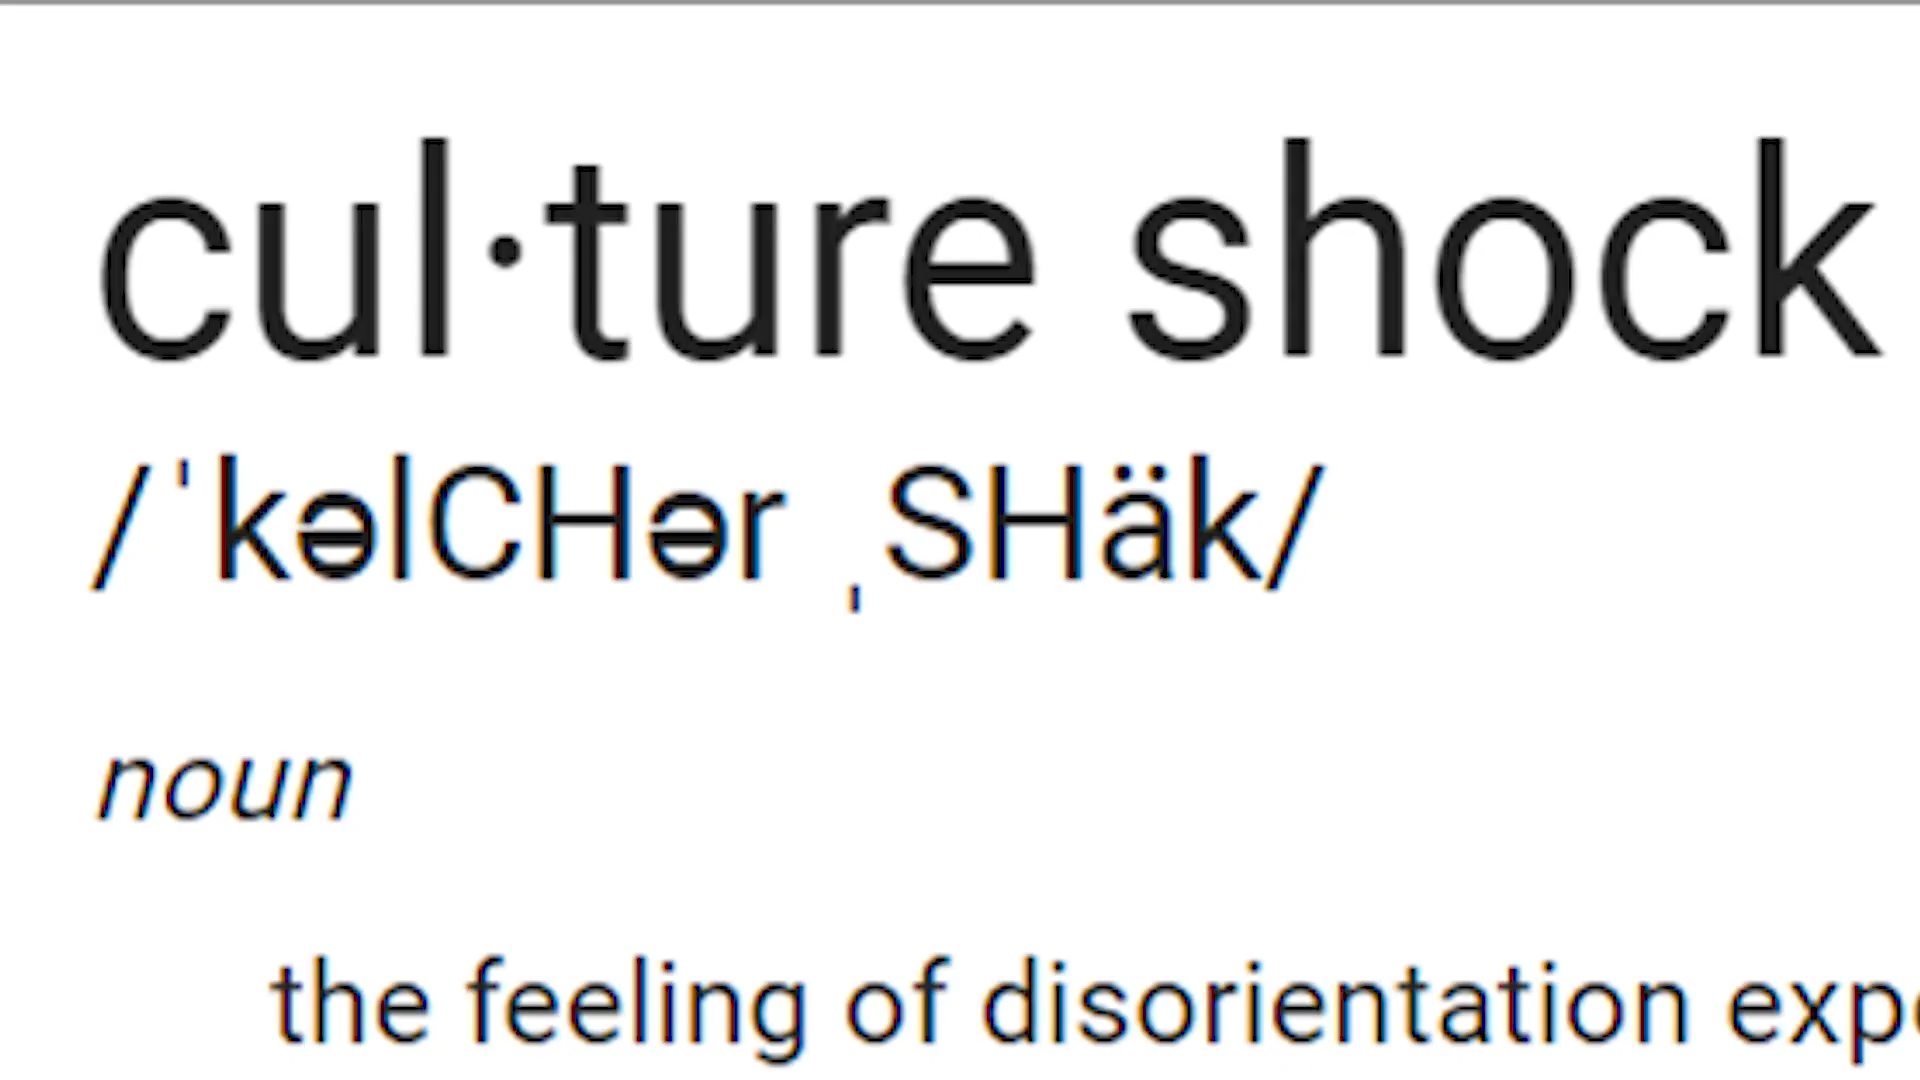 cul·ture shock
/ˈkəlCHər ˌSHäk/
noun
the feeling of disorientation